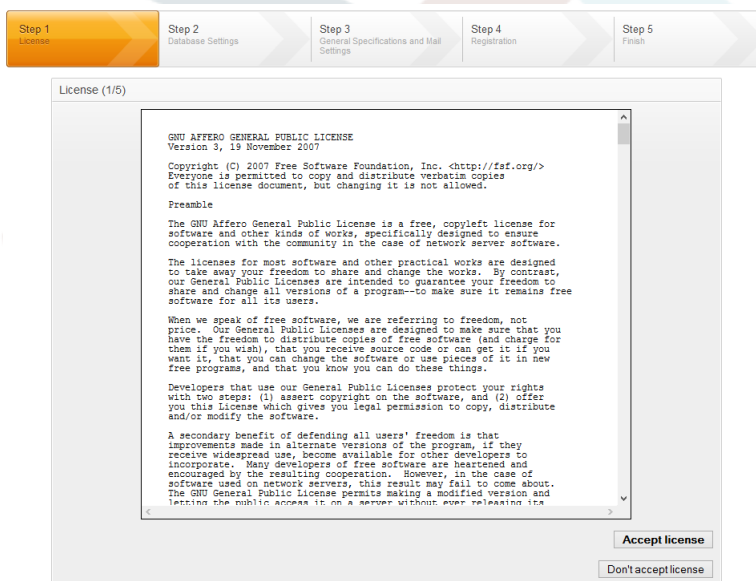 Step 1
License
Step 2
Database Settings
Step 3
General Specifications and Mail
Settings
Step 4
Registration
Step 5
Finish
License (1/5)
GNU AFFERO GENERAL PUBLIC LICENSE
Version 3, 19 November 2007
Copyright (C) 2007 Free Software Foundation, Inc. <http://fsf.org/>
Everyone is permitted to copy and distribute verbatim copies
of this license document, but changing it is not allowed.
Preamble
The GNU Affero General Public License is a free, copyleft license for
software and other kinds of works, specifically designed to ensure
cooperation with the community in the case of network server software.
The licenses for most software and other practical works are designed
to take away your freedom to share and change the works.  By contrast,
our General Public Licenses are intended to guarantee your freedom to
share and change all versions of a program--to make sure it remains free
software for all its users.
When we speak of free software, we are referring to freedom, not
price.  Our General Public Licenses are designed to make sure that you
have the freedom to distribute copies of free software (and charge for
them if you wish), that you receive source code or can get it if you
want it, that you can change the software or use pieces of it in new
free programs, and that you know you can do these things.
Developers that use our General Public Licenses protect your rights
with two steps: (1) assert copyright on the software, and (2) offer
you this License which gives you legal permission to copy, distribute
and/or modify the software.
A secondary benefit of defending all users' freedom is that
improvements made in alternate versions of the program, if they
receive widespread use, become available for other developers to
incorporate.  Many developers of free software are heartened and
encouraged by the resulting cooperation.  However, in the case of
software used on network servers, this result may fail to come about.
The GNU General Public License permits making a modified version and
letting the public access it on a server without ever releasing its
Accept license
Don't accept license